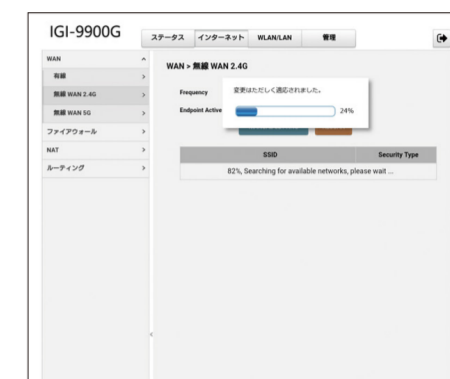 IGI-9900G
ステータス インターネット WLAN/LAN 管理
WAN
有線
無線 WAN 2.4G
無線 WAN 5G
ファイアウォール
NAT
ルーティング
WAN > 無線 WAN 2.4G
Frequency
Endpoint Active
変更はただしく適応されました。
24%
SSID Security Type
82%, Searching for available networks, please wait ...